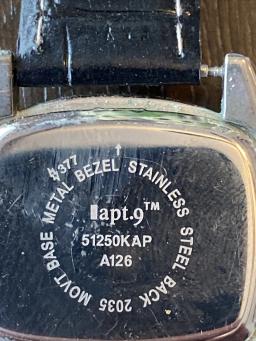 2035 MOVT BASE METAL BEZEL STAINLESS STEEL BACK
377
apt.9™
51250KAP
A126